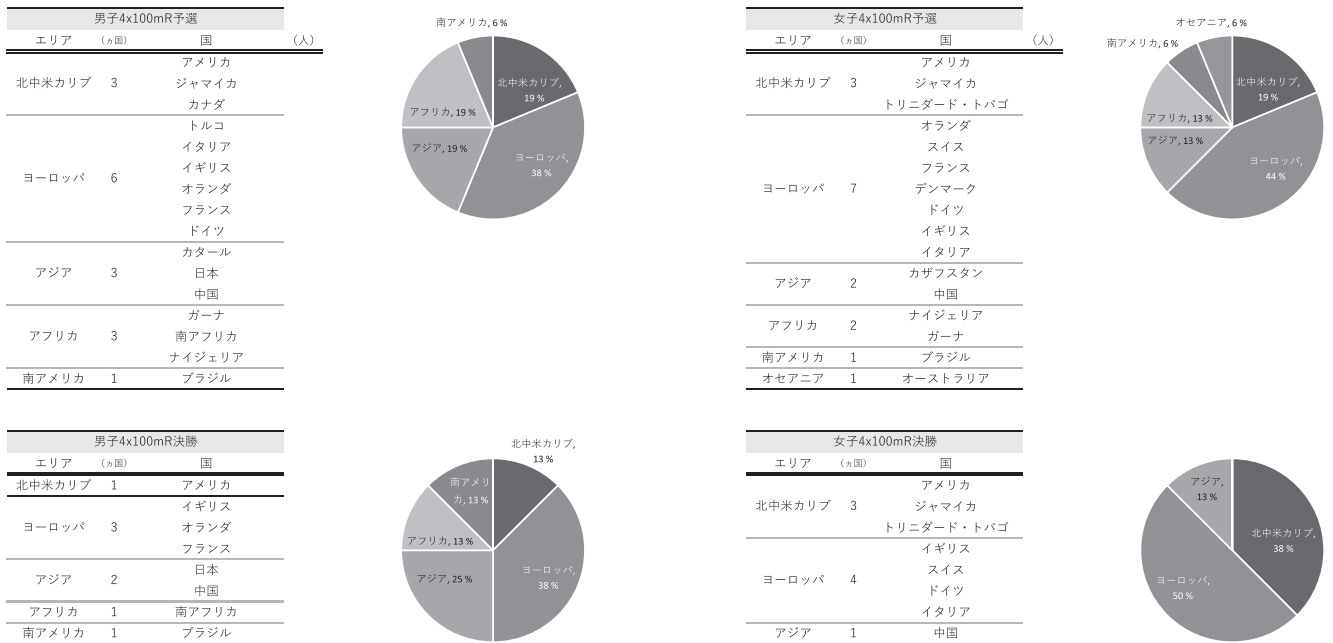 男子4x100mR予選
エリア （ヵ国） 国 （人）
北中米カリブ 3 アメリカ
ジャマイカ
カナダ
ヨーロッパ 6 トルコ
イタリア
イギリス
オランダ
フランス
ドイツ
アジア 3 カタール
日本
中国
アフリカ 3 ガーナ
南アフリカ
ナイジェリア
南アメリカ 1 ブラジル
南アメリカ, 6 %
北中米カリブ,
19 %
アフリカ, 19 %
アジア, 19 %
ヨーロッパ,
38 %
女子4x100mR予選
エリア （ヵ国） 国 （人）
北中米カリブ 3 アメリカ
ジャマイカ
トリニダード・トバゴ
ヨーロッパ 7 オランダ
スイス
フランス
デンマーク
ドイツ
イギリス
イタリア
アジア 2 カザフスタン
中国
アフリカ 2 ナイジェリア
ガーナ
南アメリカ 1 ブラジル
オセアニア 1 オーストラリア
オセアニア, 6 %
南アメリカ, 6 %
北中米カリブ,
19 %
アフリカ, 13 %
アジア, 13 %
ヨーロッパ,
44 %
男子4x100mR決勝
エリア （ヵ国） 国
北中米カリブ 1 アメリカ
ヨーロッパ 3 イギリス
オランダ
フランス
アジア 2 日本
中国
アフリカ 1 南アフリカ
南アメリカ 1 ブラジル
北中米カリブ,
13 %
南アメリ
カ, 13 %
アフリカ, 13 %
アジア, 25 %
ヨーロッパ,
38 %
女子4x100mR決勝
エリア （ヵ国） 国
北中米カリブ 3 アメリカ
ジャマイカ
トリニダード・トバゴ
ヨーロッパ 4 イギリス
スイス
ドイツ
イタリア
アジア 1 中国
アジア,
13 %
北中米カリブ,
38 %
ヨーロッパ,
50 %